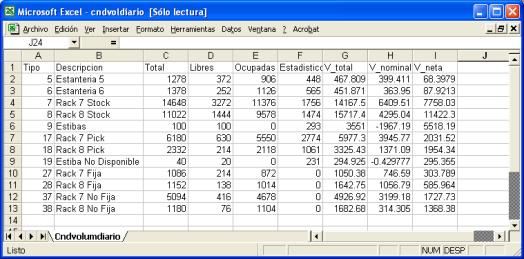 Microsoft Excel - cndvoldiario [Sólo lectura]
Archivo Edición Ver Insertar Formato Herramientas Datos Ventana ? Acrobat
J24 =
A B C D E F G H I J
1 Tipo Descripcion Total Libres Ocupadas Estadistico V_total V_nominal V_neta
2 5 Estanteria 5 1278 372 906 448 467.809 399.411 68.3979
3 6 Estanteria 6 1378 252 1126 565 451.871 363.95 87.9213
4 7 Rack 7 Stock 14648 3272 11376 1756 14167.5 6409.51 7758.03
5 8 Rack 8 Stock 11022 1444 9578 1474 15717.4 4295.04 11422.3
6 9 Estibas 100 100 0 293 3551 -1967.19 5518.19
7 17 Rack 7 Pick 6180 630 5550 2774 5977.3 3945.77 2031.52
8 18 Rack 8 Pick 2332 214 2118 1061 3325.43 1371.09 1954.34
9 19 Estiba No Disponible 40 20 0 231 294.925 -0.429777 295.355
10 27 Rack 7 Fija 1086 214 872 0 1050.38 746.59 303.789
11 28 Rack 8 Fija 1152 138 1014 0 1642.75 1056.79 585.964
12 37 Rack 7 No Fija 5094 416 4678 0 4926.92 3199.18 1727.73
13 38 Rack 8 No Fija 1180 76 1104 0 1682.68 314.305 1368.38
14
Cndvolumdiario
Listo NUM DESP